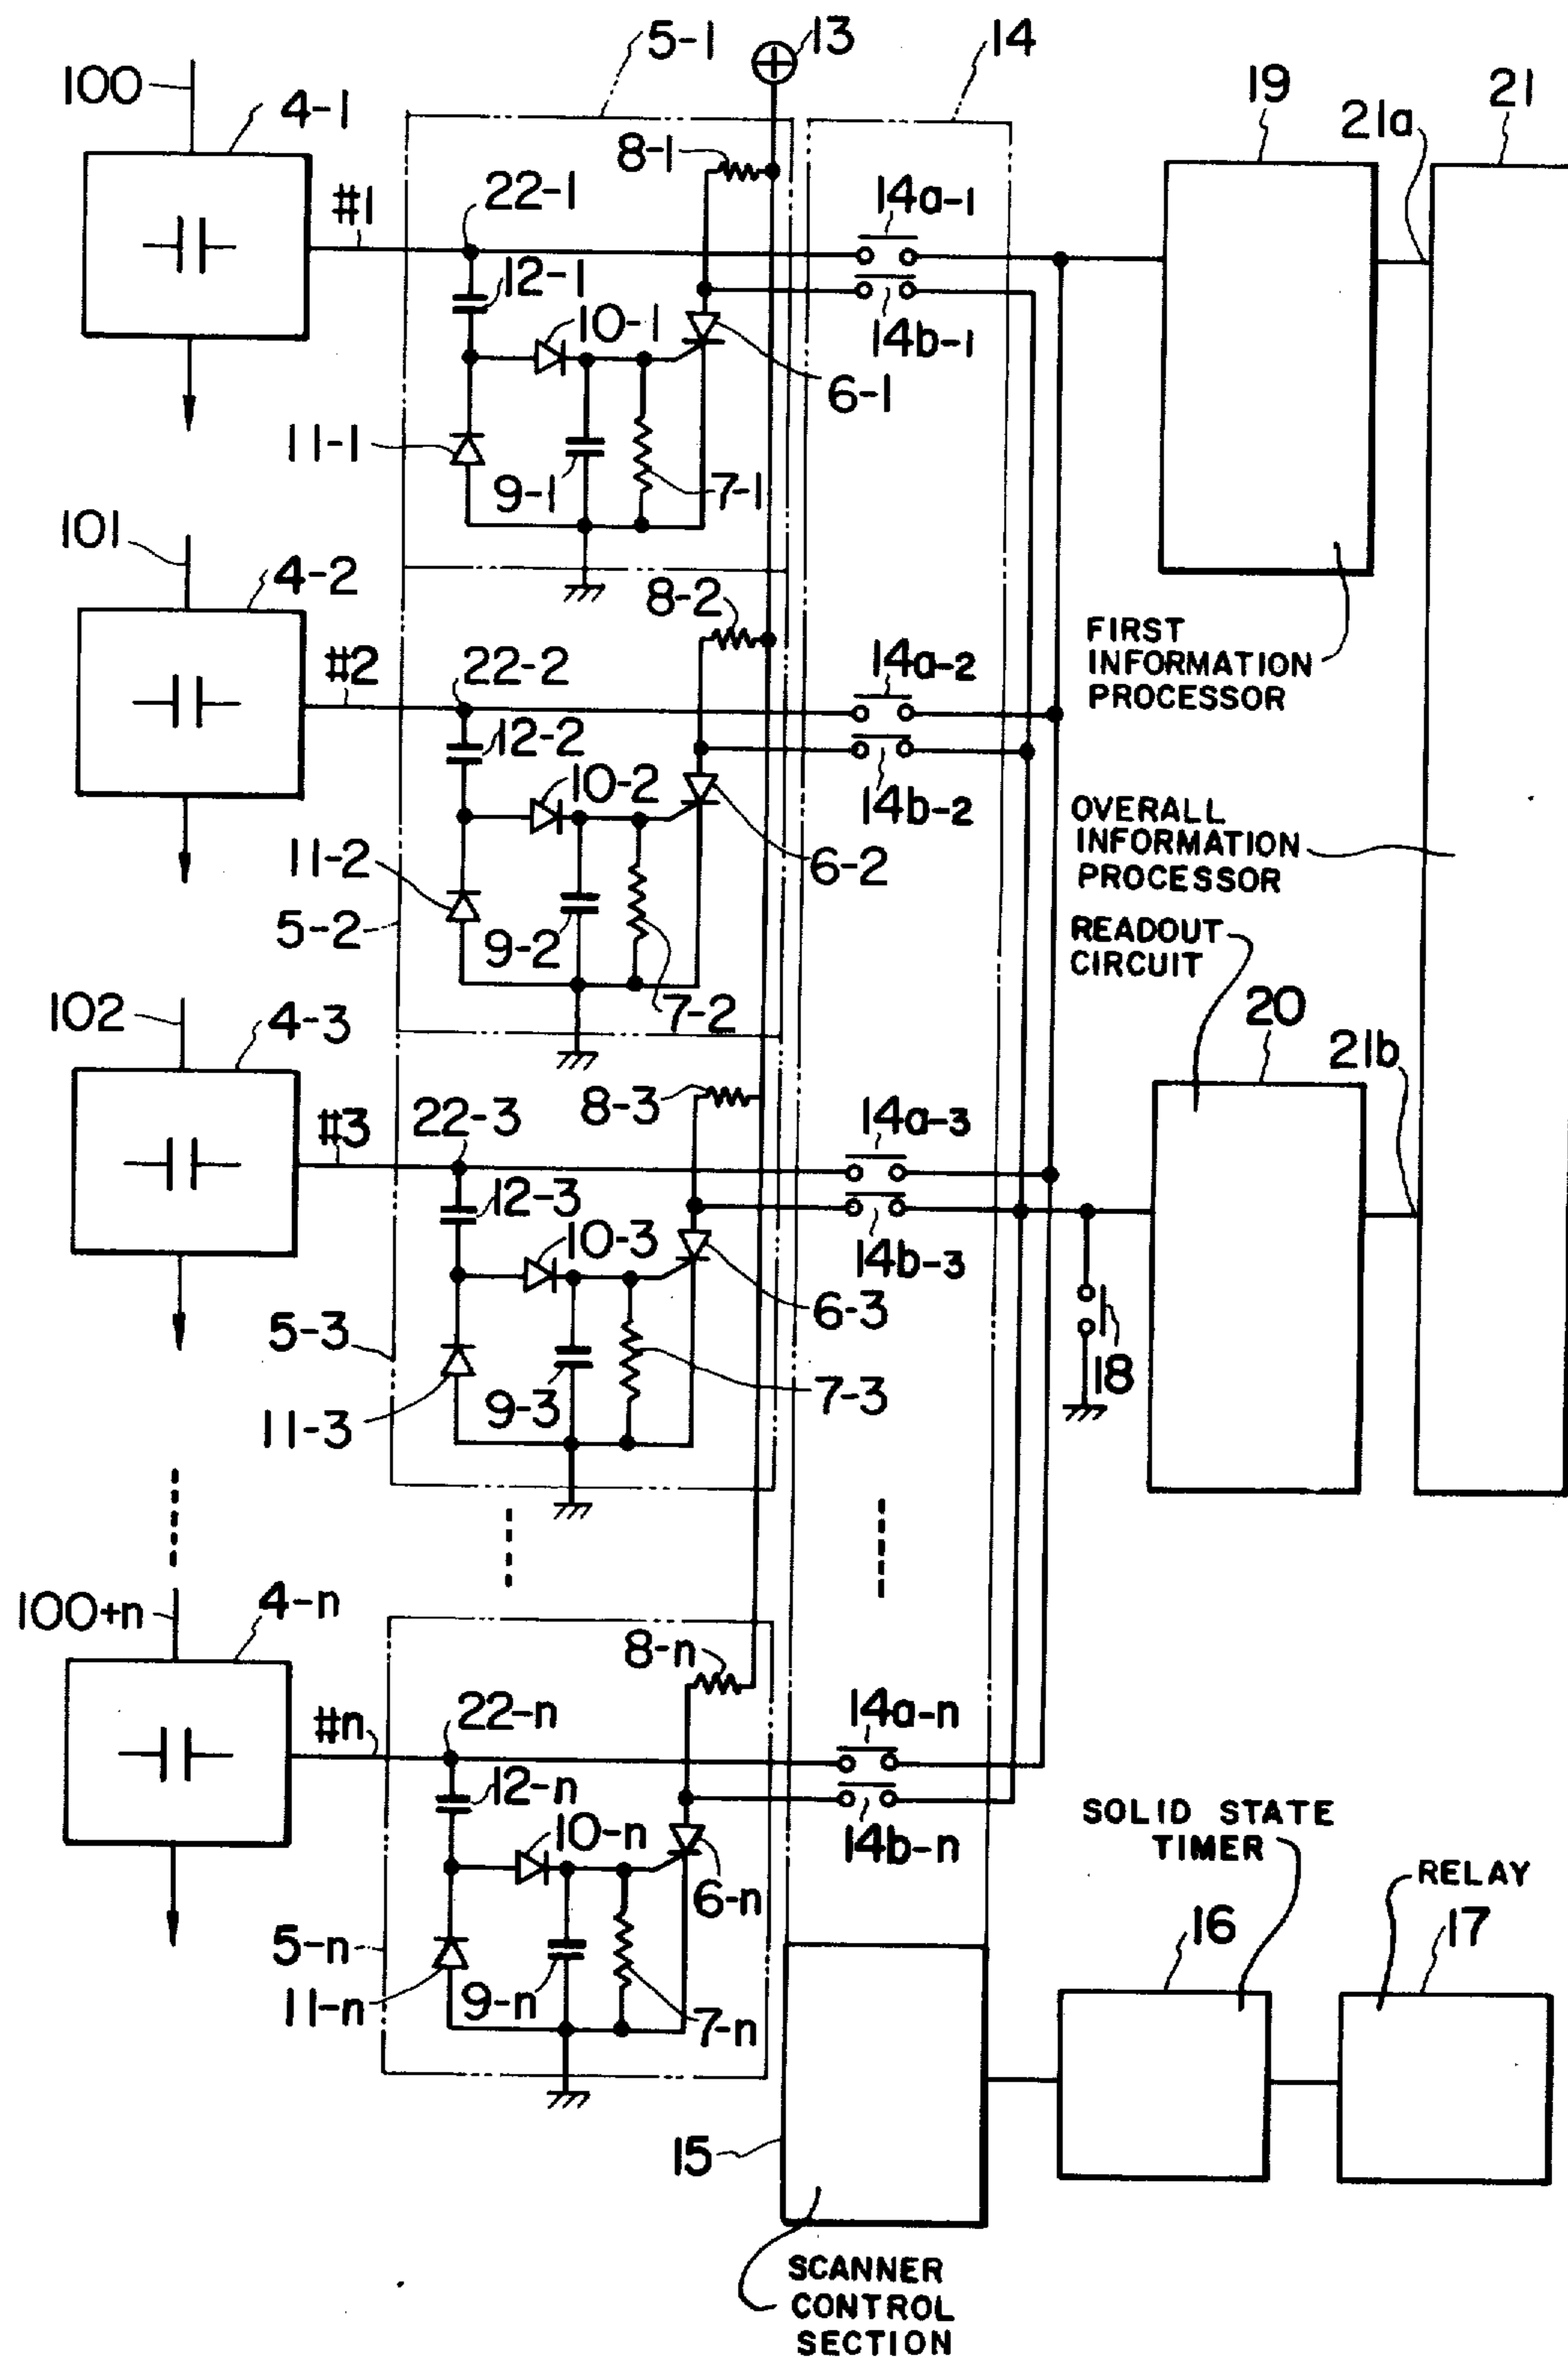 5-1
13
14
100
4-1
19
21
21a
8-1
#1
22-1
14a-1
12-1
10-1
14b-1
6-1
11-1
9-1
7-1
101
4-2
8-2
FIRST
INFORMATION
PROCESSOR
#2
22-2
14a-2
12-2
10-2
14b-2
OVERALL
INFORMATION
PROCESSOR
11-2
6-2
5-2
9-2
READOUT
CIRCUIT
102
4-3
7-2
20
21b
8-3
#3
22-3
14a-3
12-3
10-3
14b-3
5-3
6-3
18
9-3
7-3
11-3
100+n
4-n
8-n
#n
22-n
14a-n
12-n
10-n
14b-n
SOLID STATE
TIMER
RELAY
6-n
5-n
16
17
11-n
9-n
7-n
15
SCANNER
CONTROL
SECTION